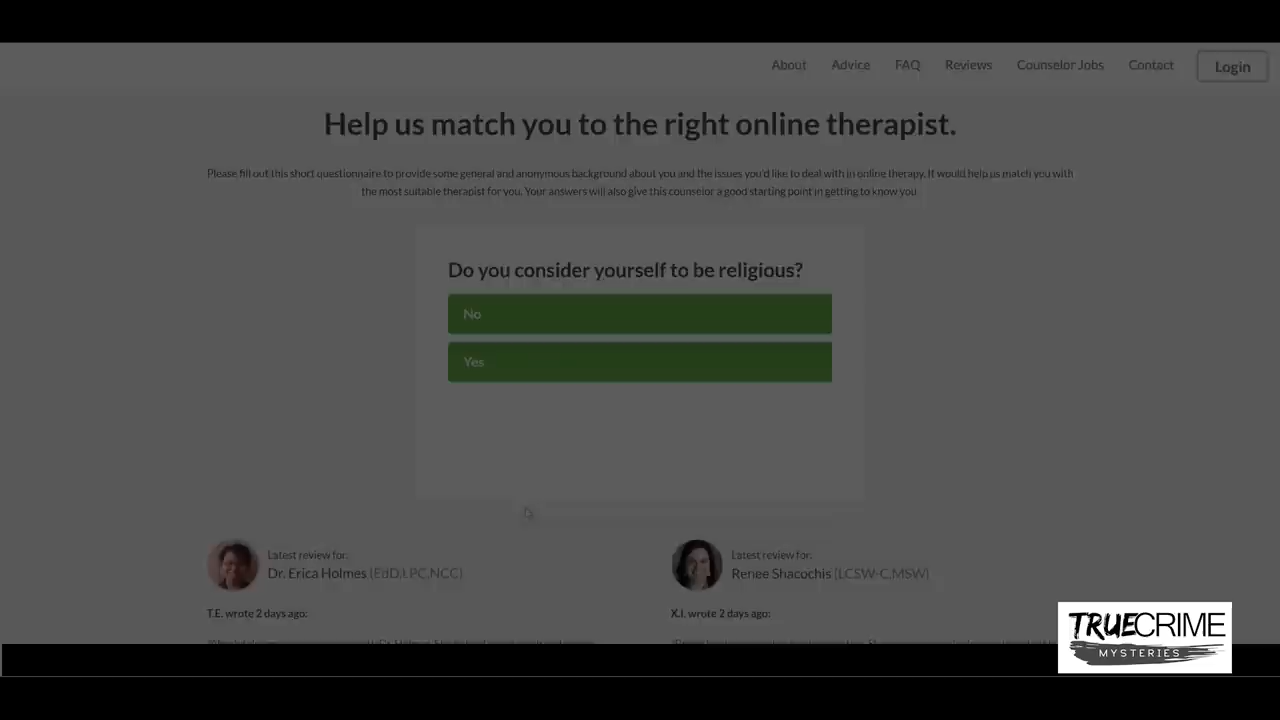 About Advice FAQ Reviews Counselor Jobs Contact Login
Help us match you to the right online therapist.
Please fill out this short questionnaire to provide some general and anonymous background about you and the issues you'd like to deal with in online therapy. It would help us match you with
the most suitable therapist for you. Your answers will also give this counselor a good starting point in getting to know you
Do you consider yourself to be religious?
No
Yes
Latest review for:
Dr. Erica Holmes (EdD,LPC,NCC)
T.E. wrote 2 days ago:
Latest review for:
Renee Shacochis (LCSW-C,MSW)
X.I. wrote 2 days ago:
TRUECRIME
MYSTERIES